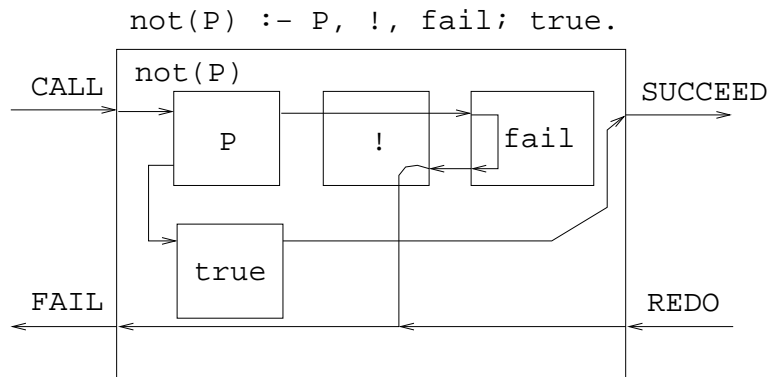 not(P) :- P, !, fail; true.
not(P)
CALL
SUCCEED
P
!
fail
true
FAIL
REDO